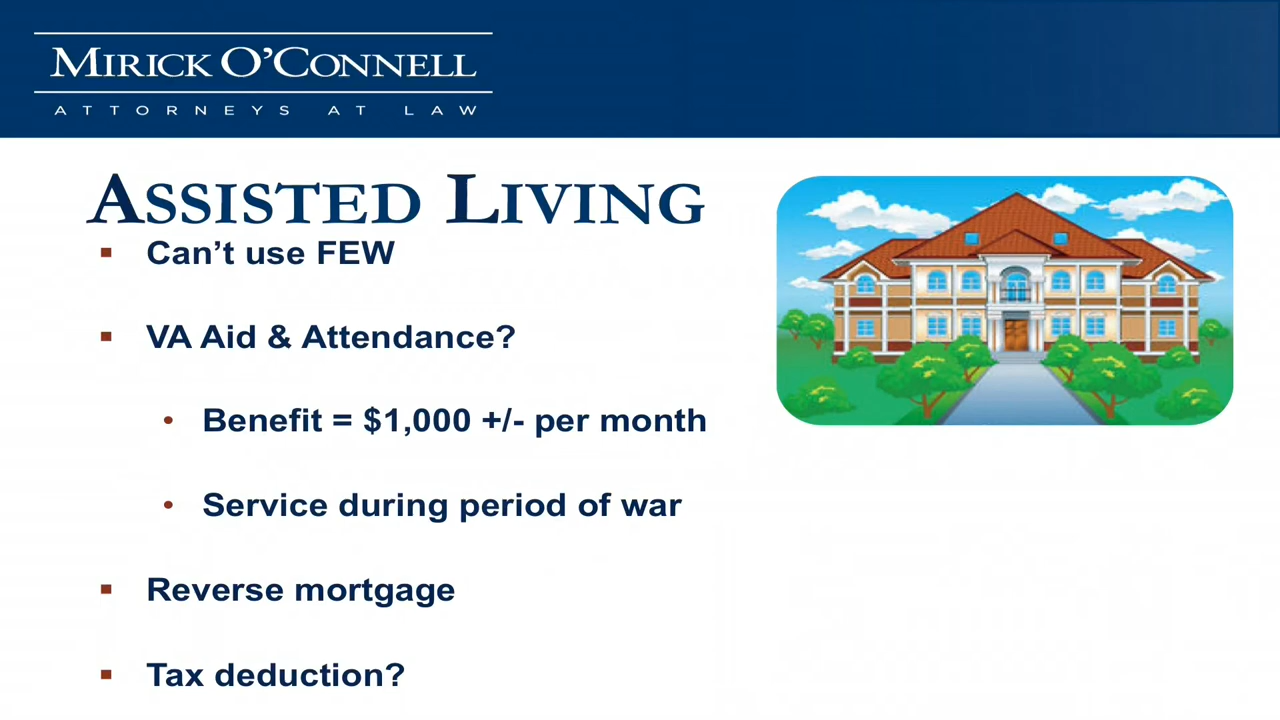 MIRICK O'CONNELL
ATTORNEYS AT LAW
ASSISTED LIVING
▪ Can't use FEW
▪ VA Aid & Attendance?
• Benefit = $1,000 +/- per month
• Service during period of war
▪ Reverse mortgage
▪ Tax deduction?